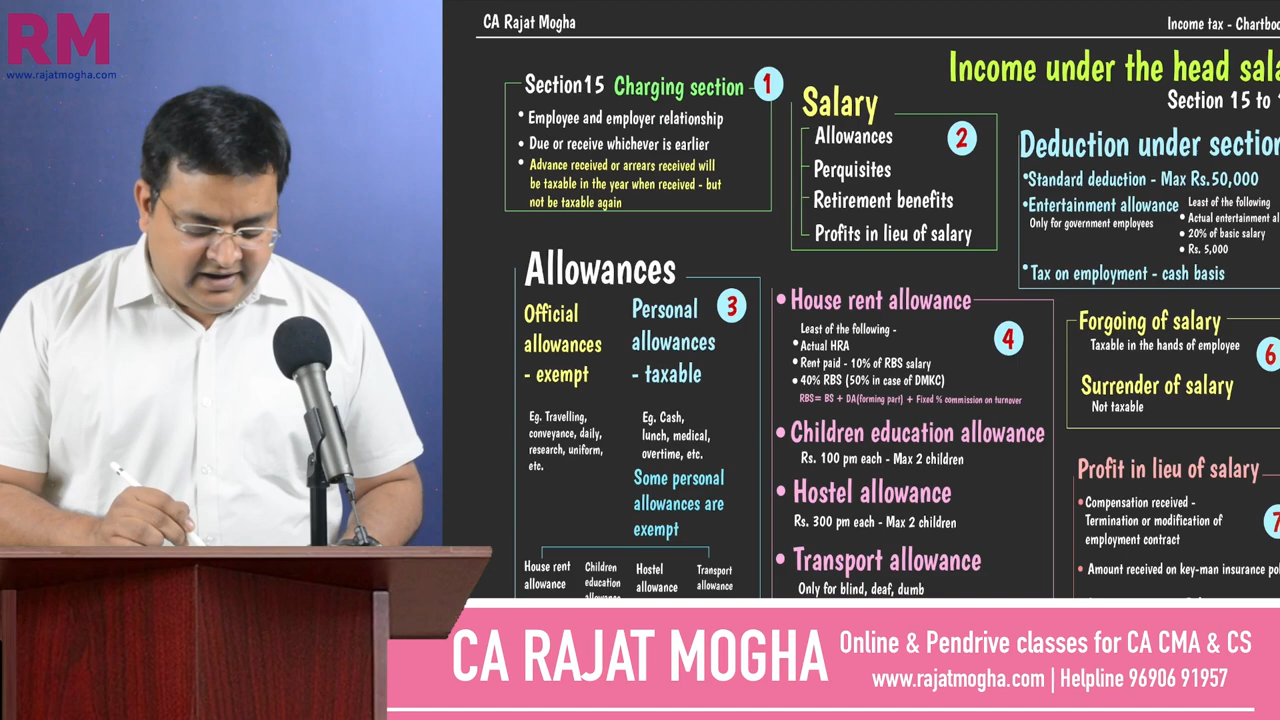 RM
www.rajatmogha.com
CA Rajat Mogha
Income tax - Chartboo
Income under the head sala
Section 15 to 1
Section15 Charging section
1
• Employee and employer relationship
• Due or receive whichever is earlier
• Advance received or arrears received will
be taxable in the year when received - but
not be taxable again
Salary
2
Allowances
Perquisites
Retirement benefits
Profits in lieu of salary
Deduction under section
•Standard deduction - Max Rs.50,000
•Entertainment allowance
Only for government employees
Least of the following
• Actual entertainment al
• 20% of basic salary
• Rs. 5,000
• Tax on employment - cash basis
Allowances
3
Official
allowances
- exempt
Eg. Travelling,
conveyance, daily,
research, uniform,
etc.
Personal
allowances
- taxable
Eg. Cash,
lunch, medical,
overtime, etc.
Some personal
allowances are
exempt
House rent
allowance
Children
education
allowance
Hostel
allowance
Transport
allowance
• House rent allowance
4
Least of the following -
• Actual HRA
• Rent paid - 10% of RBS salary
• 40% RBS (50% in case of DMKC)
RBS= BS + DA(forming part) + Fixed % commission on turnover
• Children education allowance
Rs. 100 pm each - Max 2 children
• Hostel allowance
Rs. 300 pm each - Max 2 children
• Transport allowance
Only for blind, deaf, dumb
Forgoing of salary
Taxable in the hands of employee
6
Surrender of salary
Not taxable
Profit in lieu of salary
7
• Compensation received -
Termination or modification of
employment contract
• Amount received on key-man insurance pol
CA RAJAT MOGHA
Online & Pendrive classes for CA CMA & CS
www.rajatmogha.com | Helpline 96906 91957